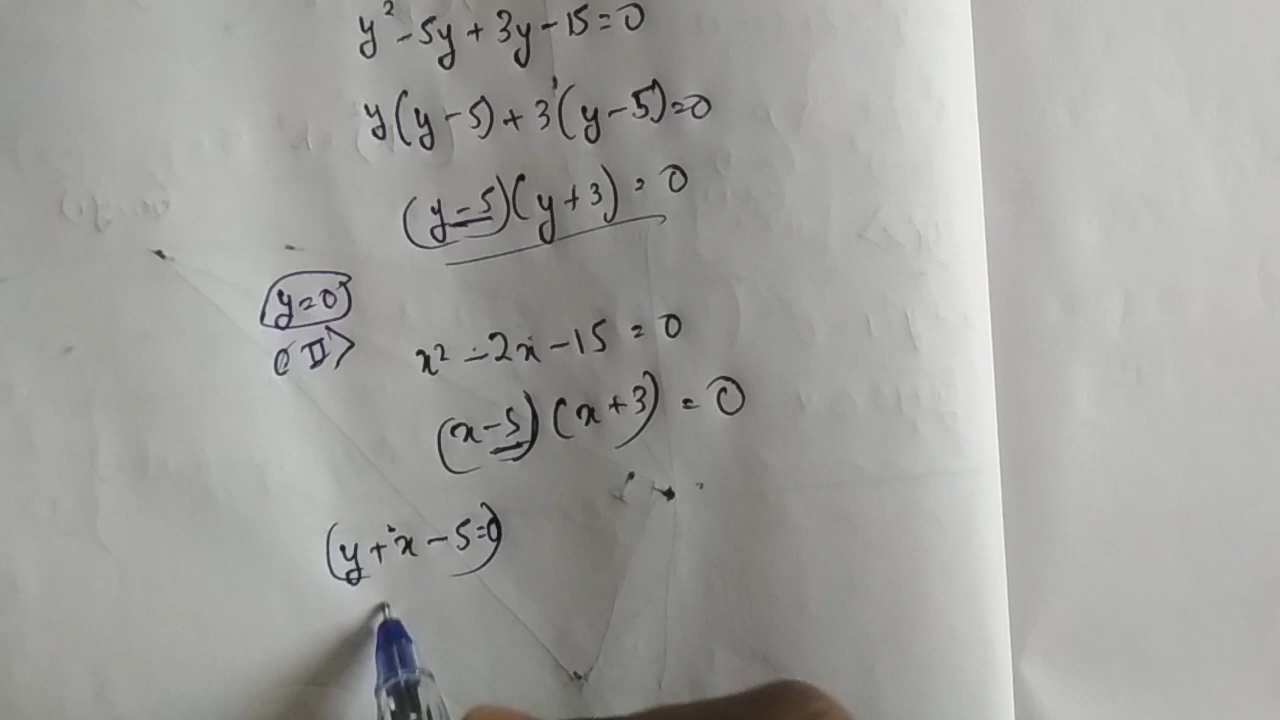 y² - 5y + 3y - 15 = 0
y(y - 5) + 3(y - 5) = 0
(y - 5)(y + 3) = 0
y = 0
(II) x² - 2x - 15 = 0
(x - 5)(x + 3) = 0
(y + x - 5 = 0)